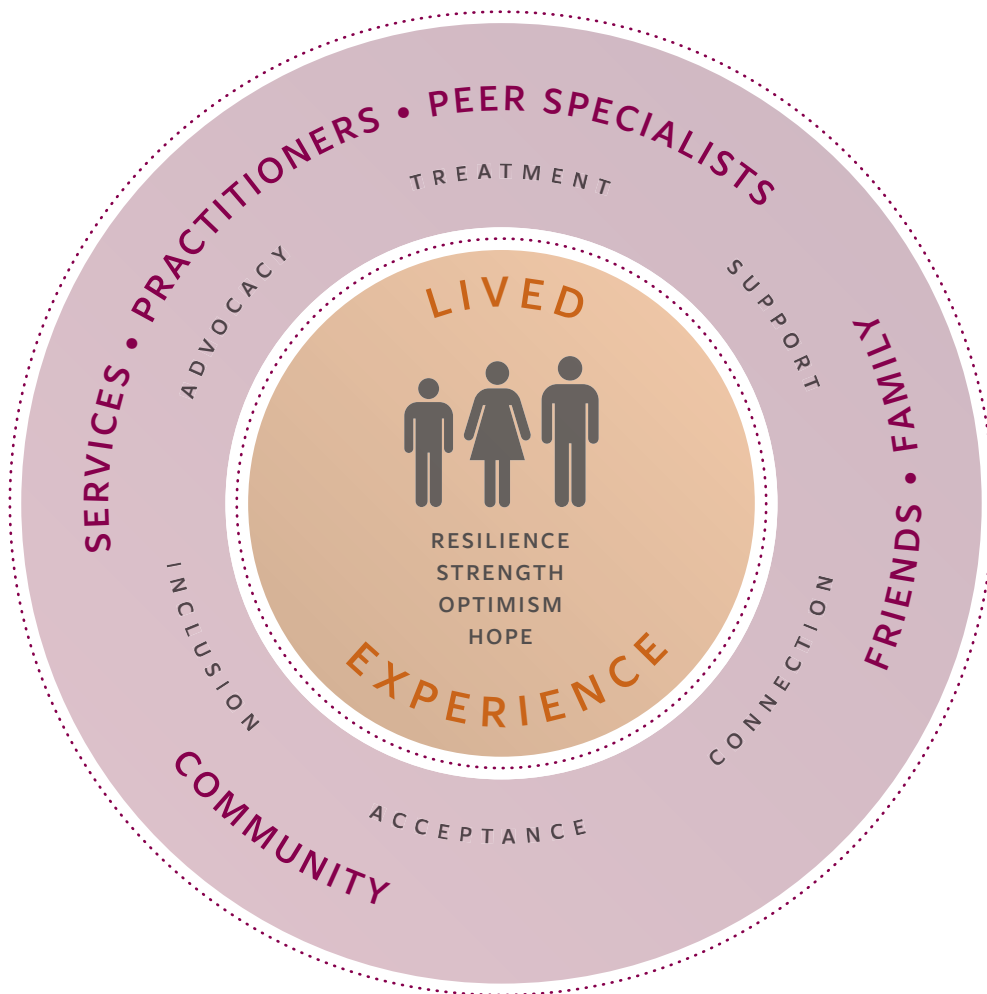 SERVICES • PRACTITIONERS • PEER SPECIALISTS
FRIENDS • FAMILY
COMMUNITY
TREATMENT
SUPPORT
CONNECTION
ACCEPTANCE
INCLUSION
ADVOCACY
LIVED
RESILIENCE
STRENGTH
OPTIMISM
HOPE
EXPERIENCE